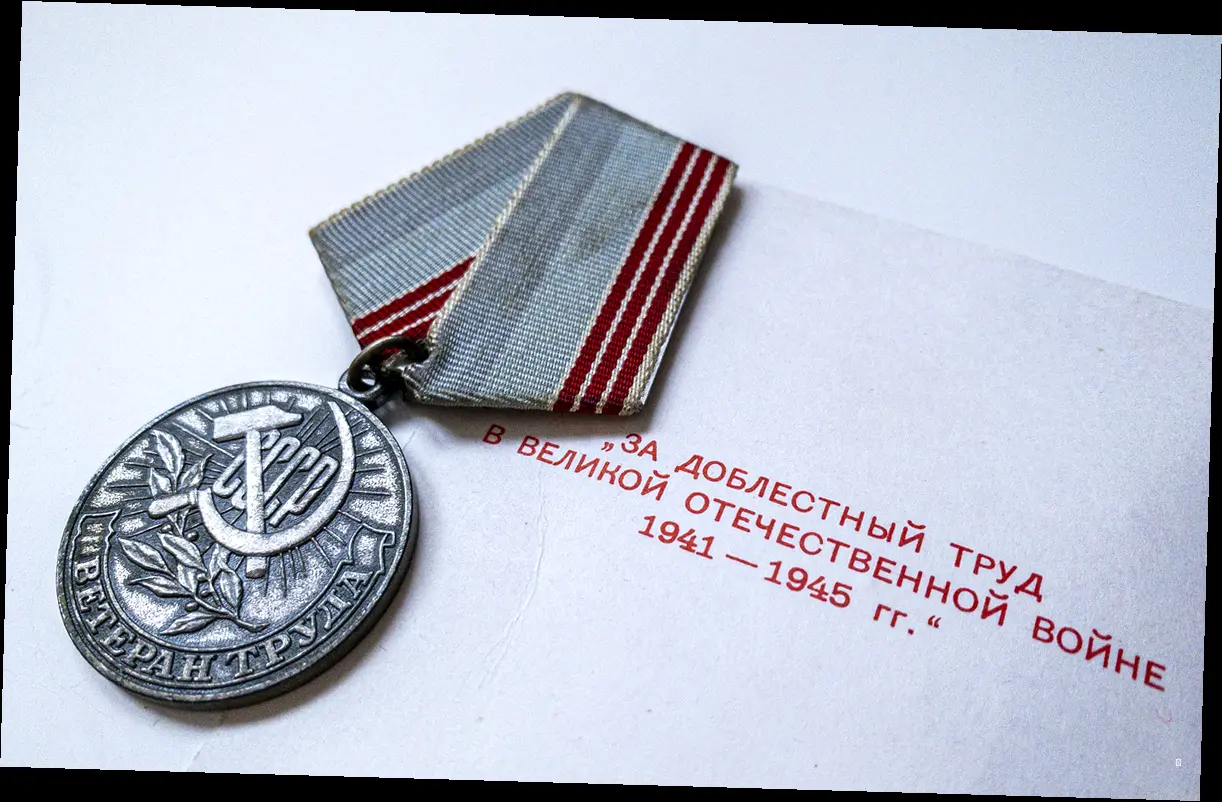 СССР
ВЕТЕРАН ТРУДА
„ЗА ДОБЛЕСТНЫЙ ТРУД
В ВЕЛИКОЙ ОТЕЧЕСТВЕННОЙ ВОЙНЕ
1941—1945 гг.“